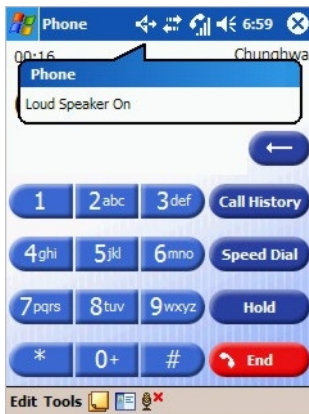 Phone 6:59
00:16 Chunghwa
Phone
Loud Speaker On
1 2abc 3def Call History
4ghi 5jkl 6mno Speed Dial
7pqrs 8tuv 9wxyz Hold
* 0+ # End
Edit Tools